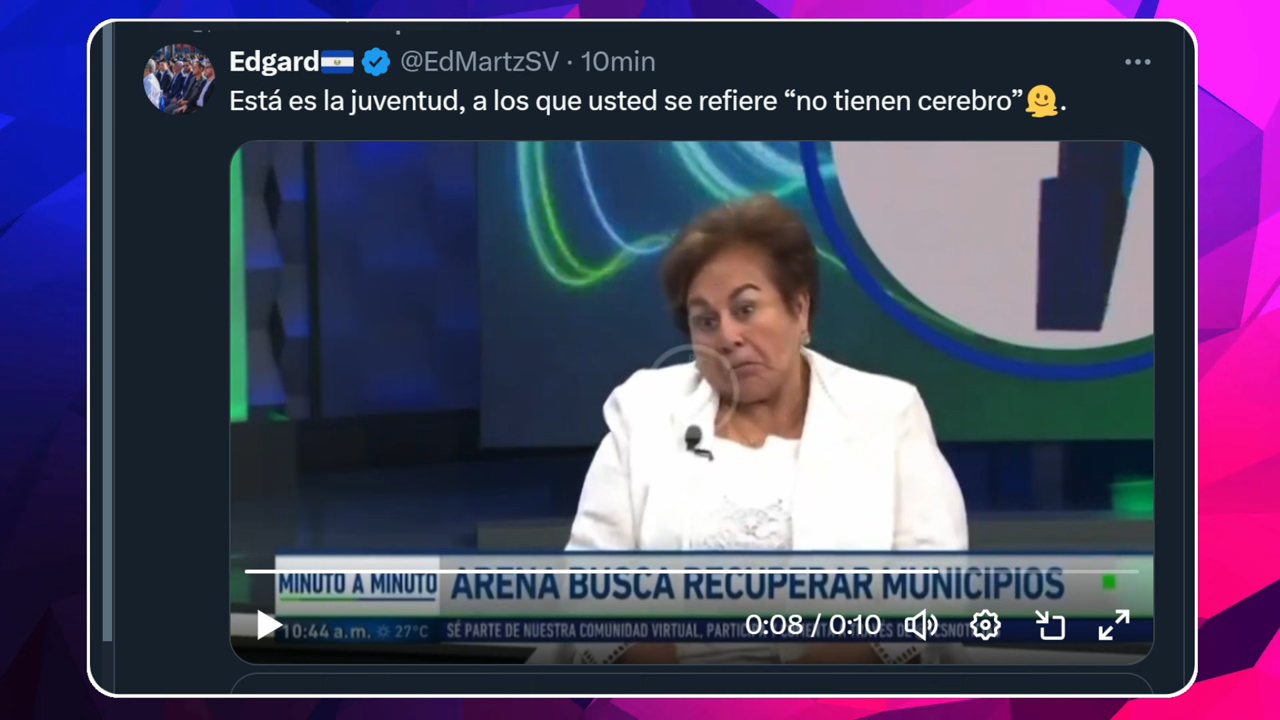 Edgard @EdMartzSV · 10min
Está es la juventud, a los que usted se refiere “no tienen cerebro”🫠.
MINUTO A MINUTO ARENA BUSCA RECUPERAR MUNICIPIOS
0:08 / 0:10
10:44 a.m. 27°C SÉ PARTE DE NUESTRA COMUNIDAD VIRTUAL,